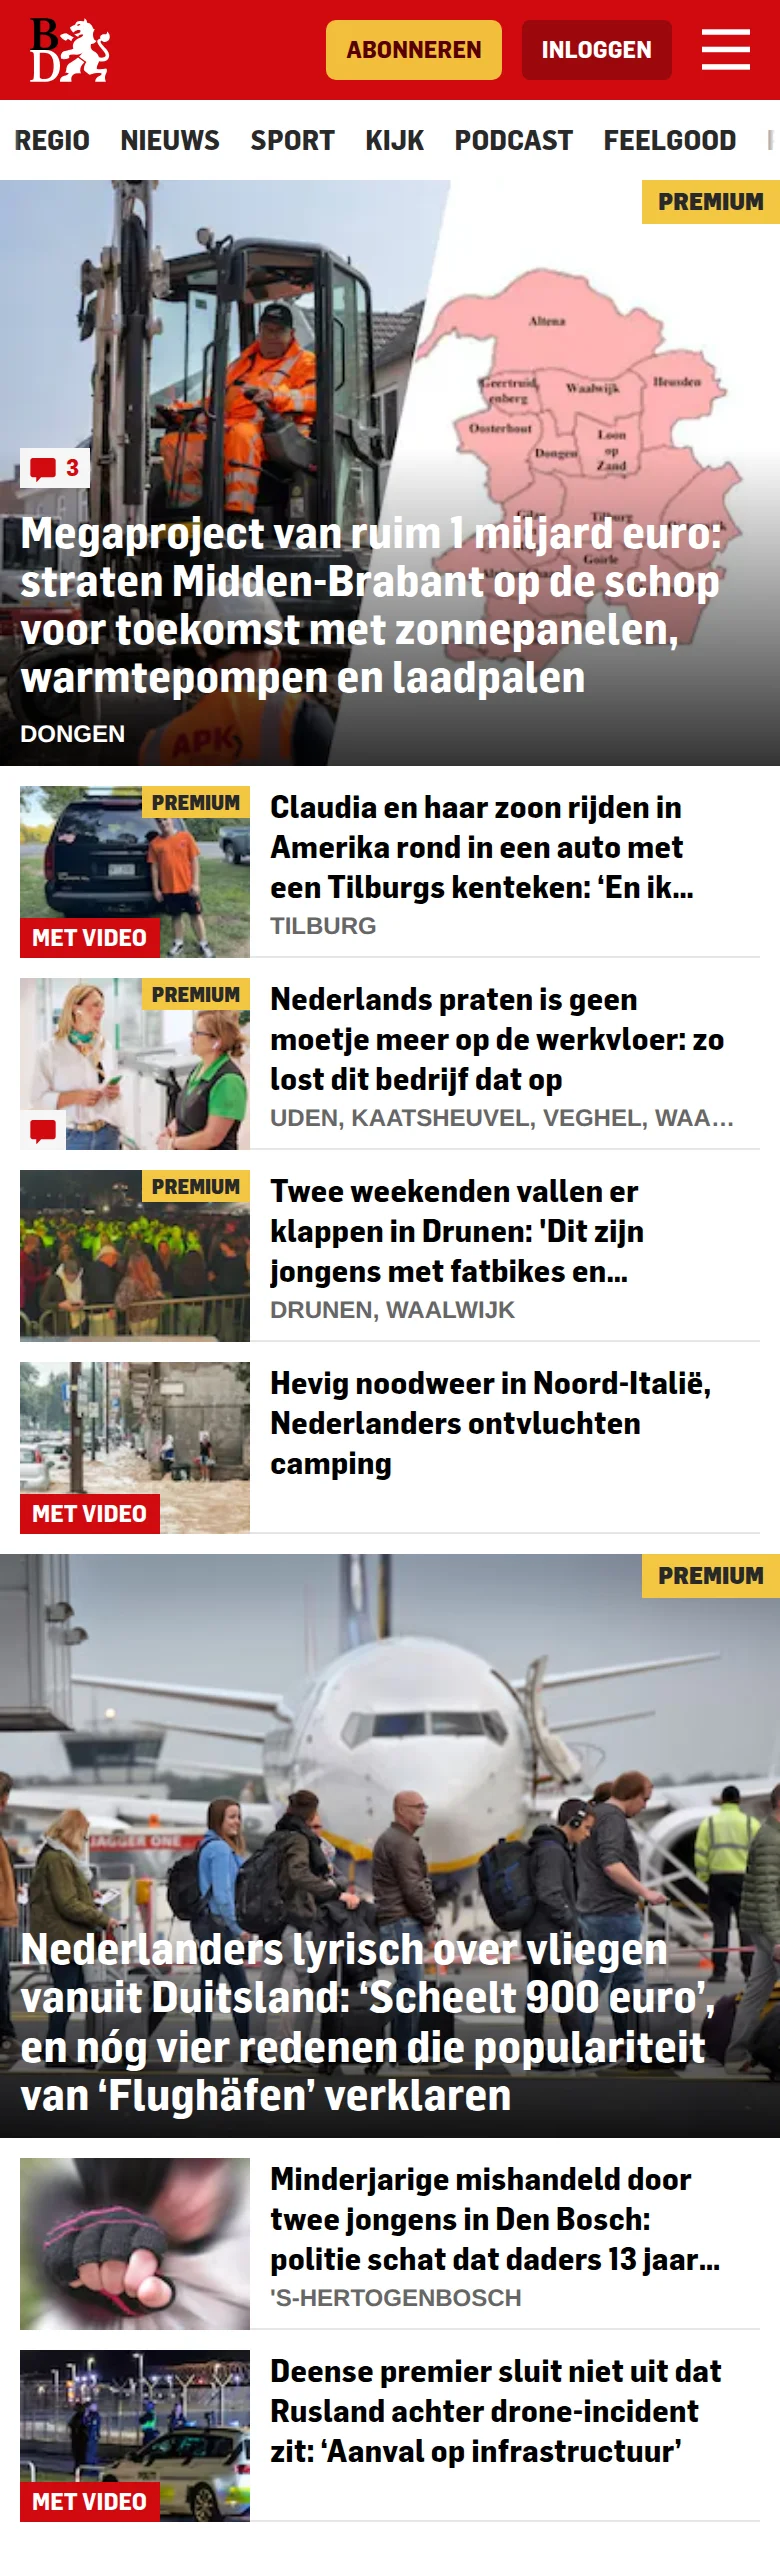 B
D
ABONNEREN
INLOGGEN
REGIO NIEUWS SPORT KIJK PODCAST FEELGOOD
PREMIUM
Altena
Geertruid,
enberg
Waalwijk
Heusden
Oosterhout
Loon
op
Zand
Dongen
Tilburg
Goirle
3
Megaproject van ruim 1 miljard euro:
straten Midden-Brabant op de schop
voor toekomst met zonnepanelen,
warmtepompen en laadpalen
APK
DONGEN
PREMIUM
MET VIDEO
Claudia en haar zoon rijden in
Amerika rond in een auto met
een Tilburgs kenteken: ‘En ik...
TILBURG
PREMIUM
Nederlands praten is geen
moetje meer op de werkvloer: zo
lost dit bedrijf dat op
UDEN, KAATSHEUVEL, VEGHEL, WAA...
PREMIUM
Twee weekenden vallen er
klappen in Drunen: 'Dit zijn
jongens met fatbikes en...
DRUNEN, WAALWIJK
MET VIDEO
Hevig noodweer in Noord-Italië,
Nederlanders ontvluchten
camping
PREMIUM
JAGGER ONE
Nederlanders lyrisch over vliegen
vanuit Duitsland: ‘Scheelt 900 euro’,
en nóg vier redenen die populariteit
van ‘Flughäfen’ verklaren
Minderjarige mishandeld door
twee jongens in Den Bosch:
politie schat dat daders 13 jaar...
'S-HERTOGENBOSCH
MET VIDEO
Deense premier sluit niet uit dat
Rusland achter drone-incident
zit: ‘Aanval op infrastructuur’